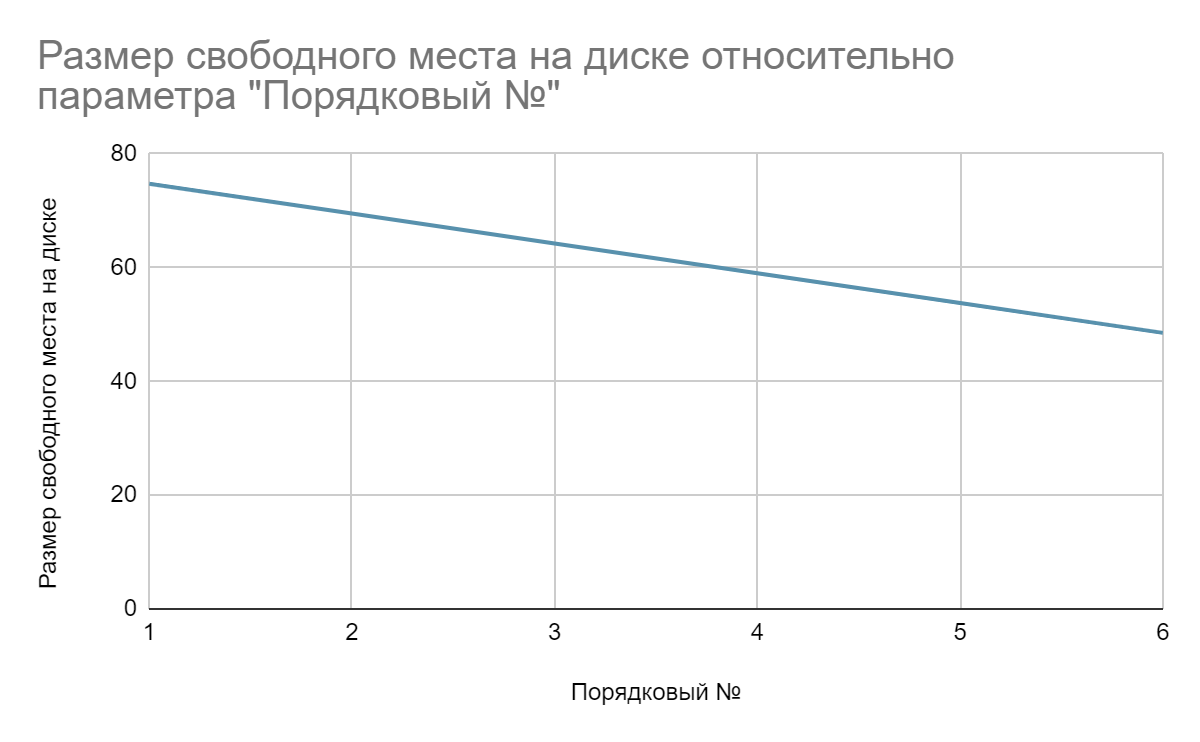 Размер свободного места на диске относительно
параметра "Порядковый №"
Размер свободного места на диске
80
60
40
20
0
1 2 3 4 5 6
Порядковый №